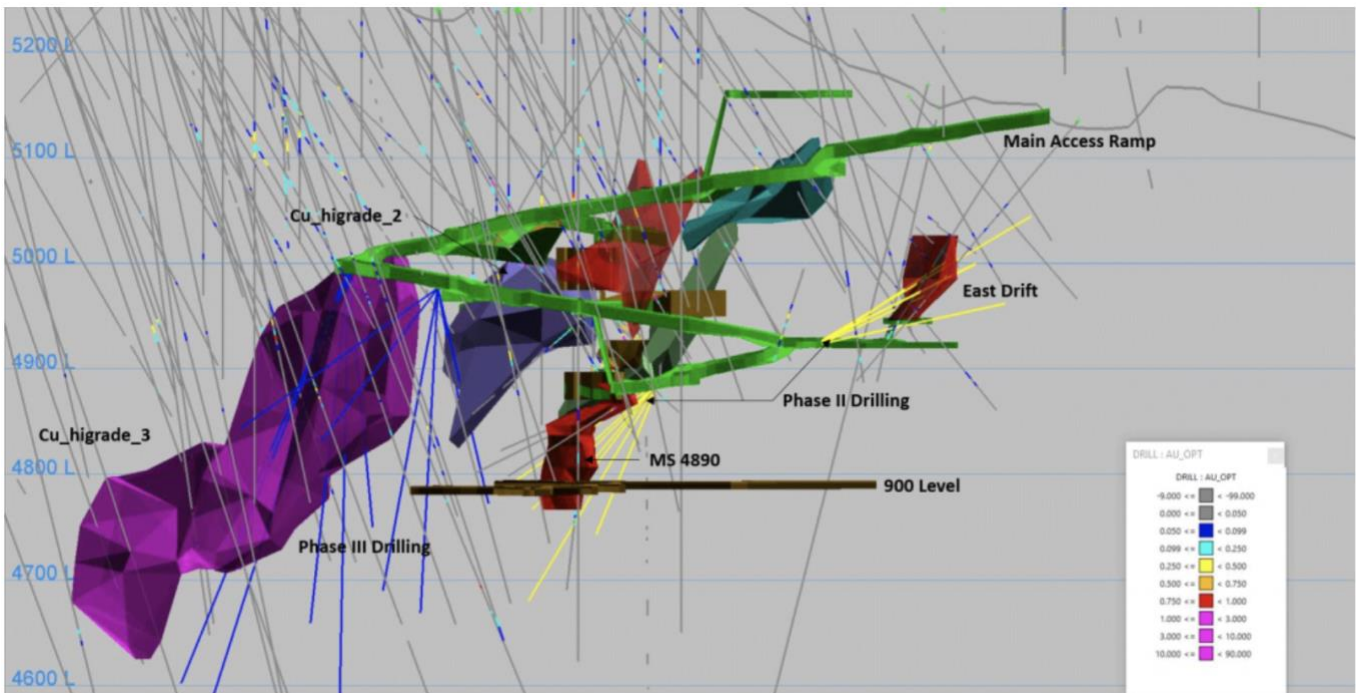 5200 L
5100 L
Main Access Ramp
Cu_higrade_2
5000 L
East Drift
4900 L
Phase II Drilling
Cu_higrade_3
4800 L
MS 4890
900 Level
Phase III Drilling
4700 L
4600 L
DRILL : AU_OPT
DRILL : AU_OPT
-9.000 <= < -99.000
0.000 <= < 0.050
0.050 <= < 0.099
0.099 <= < 0.250
0.250 <= < 0.500
0.500 <= < 0.750
0.750 <= < 1.000
1.000 <= < 3.000
3.000 <= < 10.000
10.000 <= < 90.000